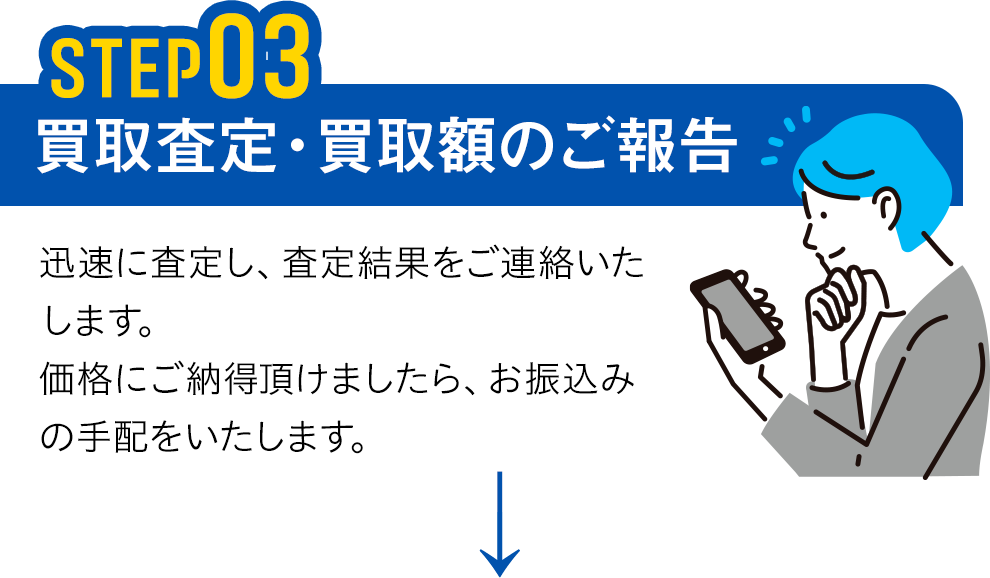 STEP03
買取査定・買取額のご報告
迅速に査定し、査定結果をご連絡いた
します。
価格にご納得頂けましたら、お振込み
の手配をいたします。